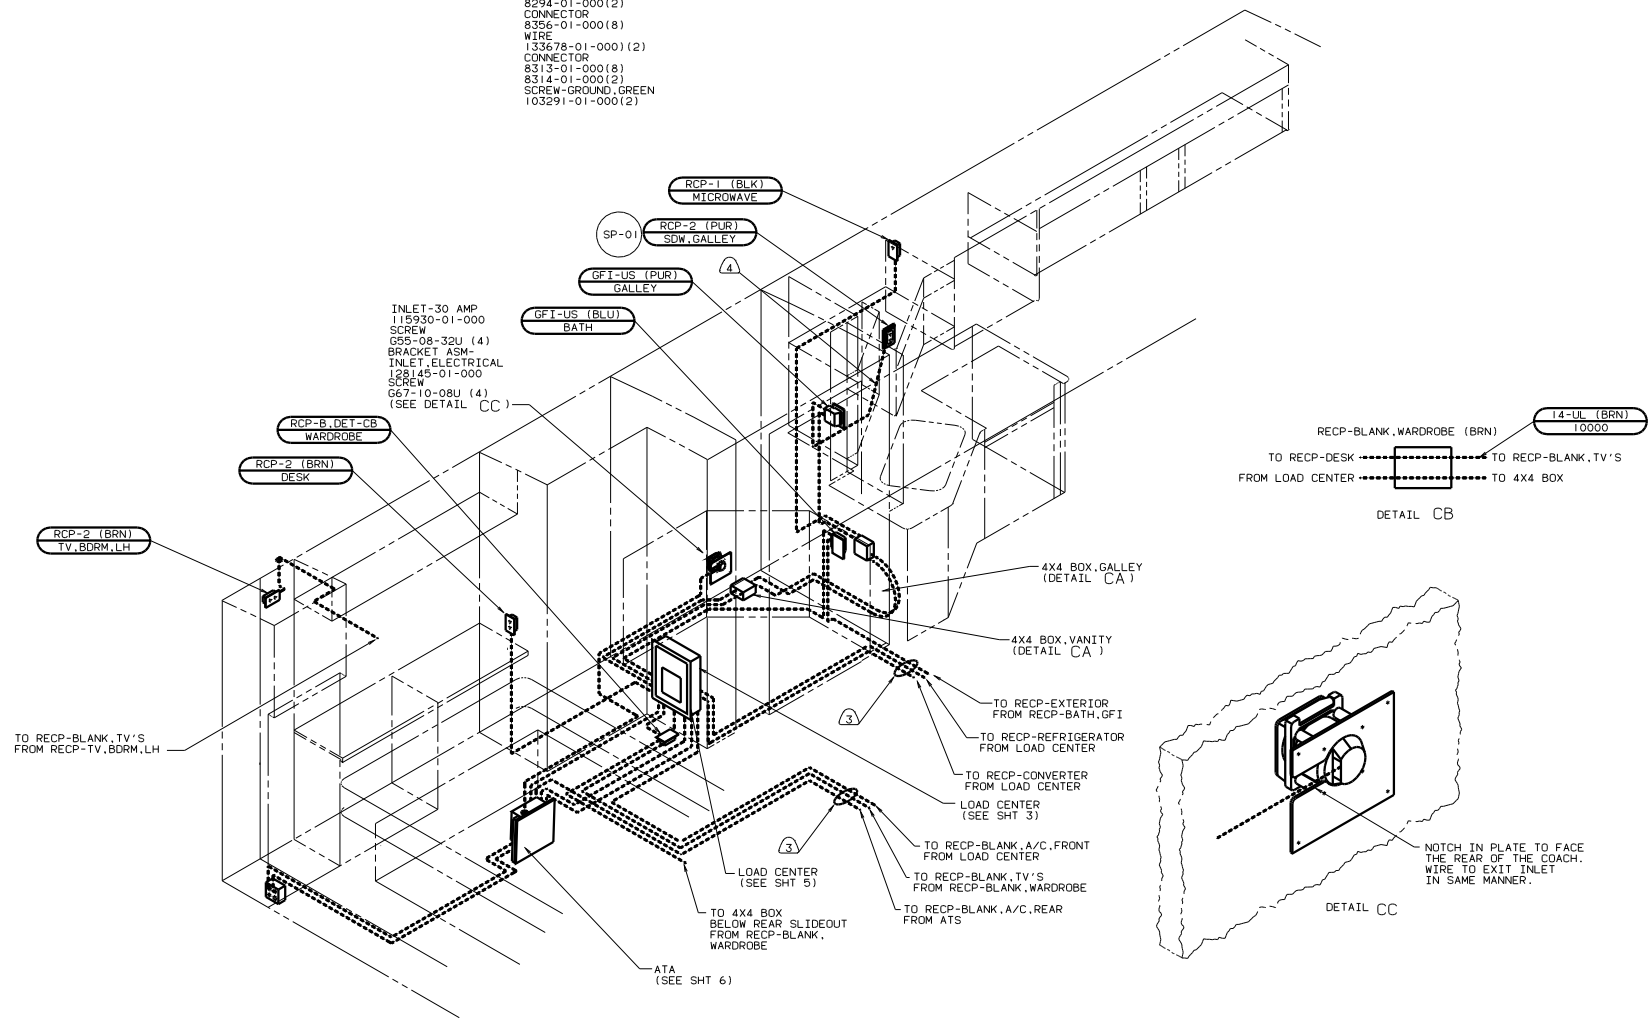 8294-01-000(2)
CONNECTOR
8356-01-000(8)
WIRE
133678-01-000)(2)
CONNECTOR
8313-01-000(8)
8314-01-000(2)
SCREW-GROUND,GREEN
103291-01-000(2)
RCP-1 (BLK)
MICROWAVE
SP-01
RCP-2 (PUR)
SDW,GALLEY
4
GFI-US (PUR)
GALLEY
GFI-US (BLU)
BATH
INLET-30 AMP
115930-01-000
SCREW
G55-08-32U (4)
BRACKET ASM-
INLET,ELECTRICAL
128145-01-000
SCREW
G67-10-08U (4)
(SEE DETAIL CC)
RCP-B,DET-CB
WARDROBE
RCP-2 (BRN)
DESK
RCP-2 (BRN)
TV,BDRM,LH
14-UL (BRN)
10000
RECP-BLANK,WARDROBE (BRN)
TO RECP-DESK
TO RECP-BLANK,TV'S
FROM LOAD CENTER
TO 4X4 BOX
DETAIL CB
4X4 BOX,GALLEY
(DETAIL CA)
4X4 BOX,VANITY
(DETAIL CA)
3
TO RECP-EXTERIOR
FROM RECP-BATH,GFI
TO RECP-REFRIGERATOR
FROM LOAD CENTER
TO RECP-CONVERTER
FROM LOAD CENTER
LOAD CENTER
(SEE SHT 3)
TO RECP-BLANK,TV'S
FROM RECP-TV,BDRM,LH
3
TO RECP-BLANK,A/C,FRONT
FROM LOAD CENTER
TO RECP-BLANK,TV'S
FROM RECP-BLANK,WARDROBE
TO RECP-BLANK,A/C,REAR
FROM ATS
LOAD CENTER
(SEE SHT 5)
TO 4X4 BOX
BELOW REAR SLIDEOUT
FROM RECP-BLANK,
WARDROBE
ATA
(SEE SHT 6)
NOTCH IN PLATE TO FACE
THE REAR OF THE COACH.
WIRE TO EXIT INLET
IN SAME MANNER.
DETAIL CC